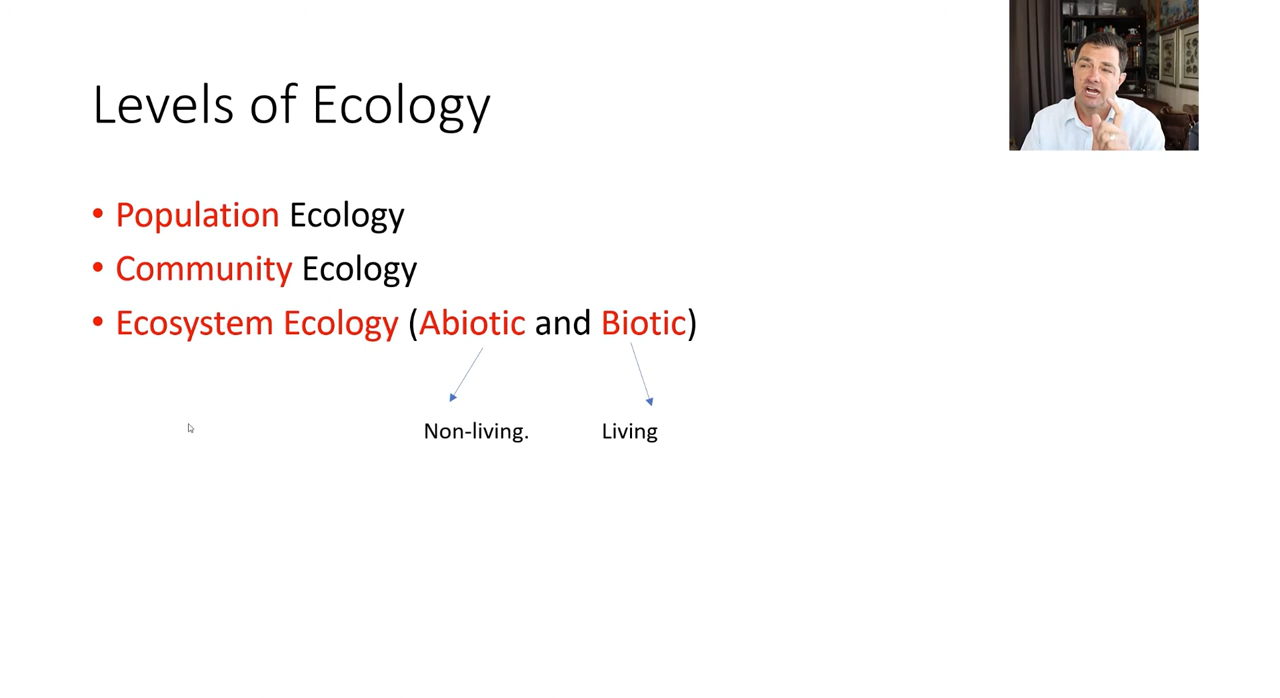 Levels of Ecology
• Population Ecology
• Community Ecology
• Ecosystem Ecology (Abiotic and Biotic)
Non-living. Living